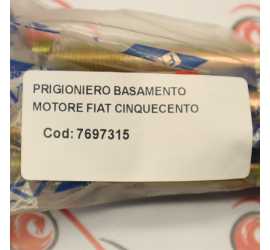 PRIGIONIERO BASAMENTO
MOTORE FIAT CINQUECENTO
Cod: 7697315